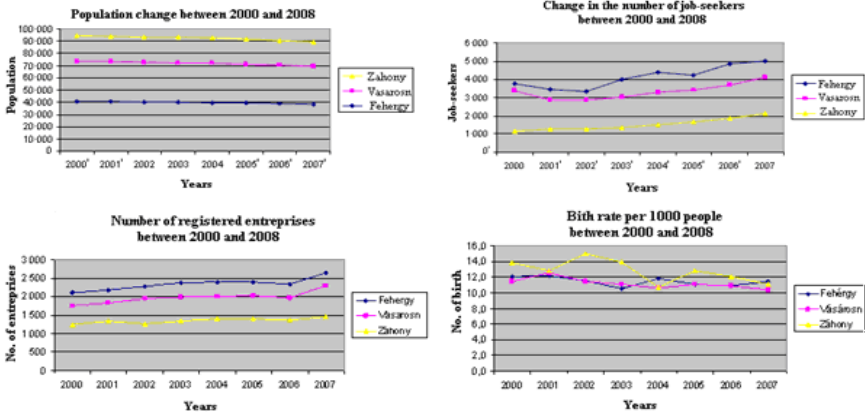 Population change between 2000 and 2008
100 000
90 000
80 000
70 000
60 000
50 000
40 000
30 000
20 000
10 000
0
Population
2000' 2001' 2002 2003 2004 2005' 2006' 2007'
Years
Zahony
Vasarosn
Fehergy
Change in the number of job-seekers
between 2000 and 2008
6 000
5 000
4 000
3 000
2 000
1 000
0'
Job-seekers
2000 2001' 2002' 2003' 2004' 2005' 2006' 2007
Years
Fehergy
Vasarosn
Zahony
Number of registered entreprises
between 2000 and 2008
3 000
2 500
2 000
1 500
1 000
500
0
No. of entreprises
2000 2001 2002 2003 2004 2005 2006 2007
Years
Fehergy
Vasarosn
Zahony
Bith rate per 1000 people
between 2000 and 2008
16,0
14,0
12,0
10,0
8,0
6,0
4,0
2,0
0,0
No. of birth
2000 2001 2002 2003 2004 2005 2006 2007
Years
Fehérgy
Vásárosn
Záhony